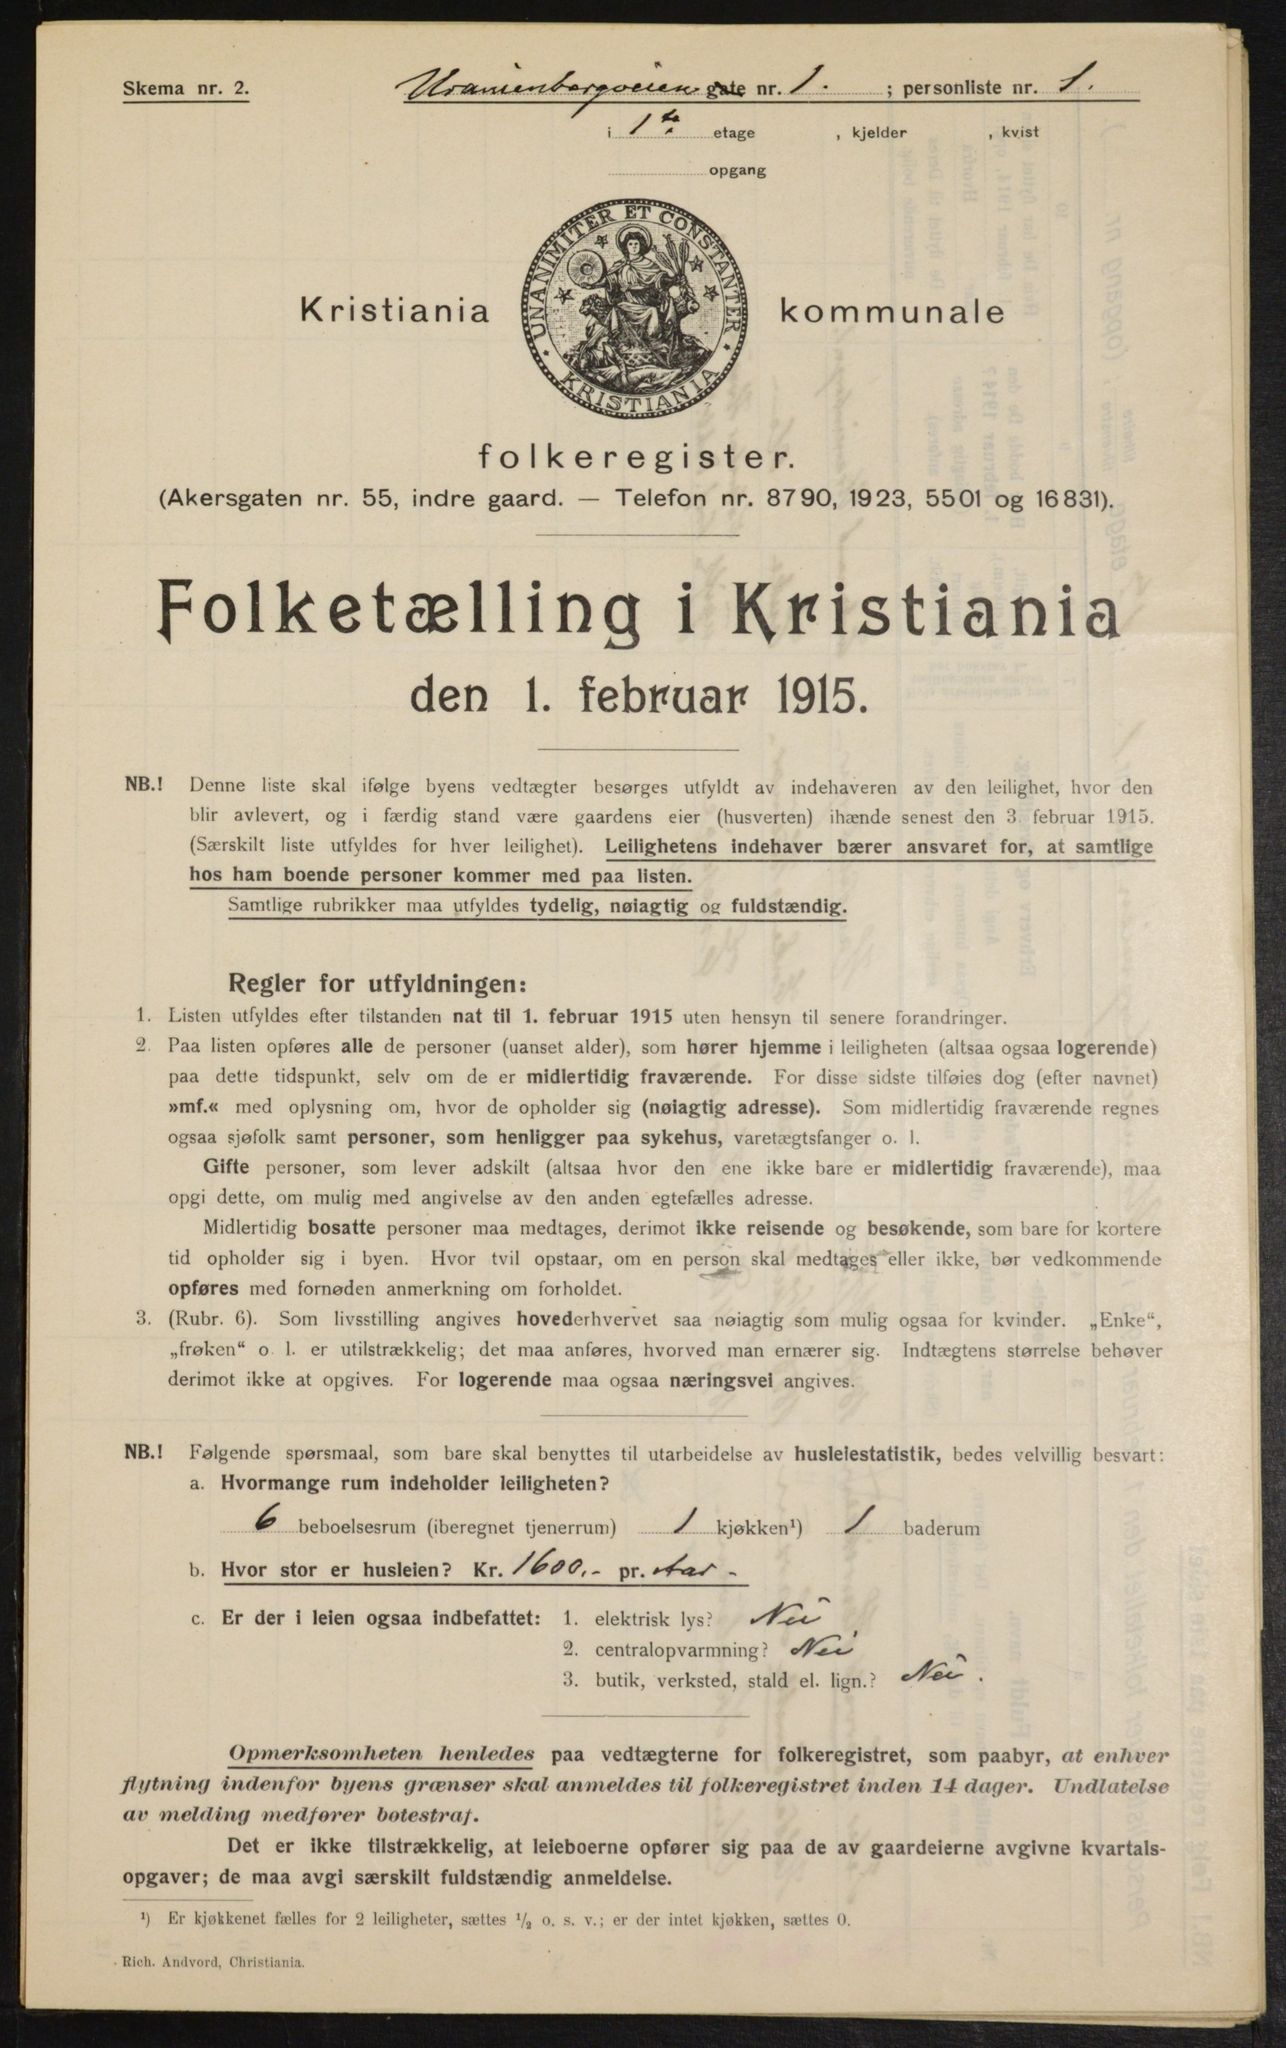 Skema nr. 2.
Uranienborgveien gate nr. 1. ; personliste nr. 1.
i 1ste etage , kjelder , kvist
opgang
UNANIMITER ET CONSTANTER
KRISTIANIA
Kristiania kommunale
folkeregister.
(Akersgaten nr. 55, indre gaard. — Telefon nr. 8790, 1923, 5501 og 16831).
Folketælling i Kristiania
den 1. februar 1915.
NB.! Denne liste skal ifølge byens vedtægter besørges utfyldt av indehaveren av den leilighet, hvor den
blir avlevert, og i færdig stand være gaardens eier (husverten) ihænde senest den 3. februar 1915.
(Særskilt liste utfyldes for hver leilighet). Leilighetens indehaver bærer ansvaret for, at samtlige
hos ham boende personer kommer med paa listen.
Samtlige rubrikker maa utfyldes tydelig, nøiagtig og fuldstændig.
Regler for utfyldningen:
1. Listen utfyldes efter tilstanden nat til 1. februar 1915 uten hensyn til senere forandringer.
2. Paa listen opføres alle de personer (uanset alder), som hører hjemme i leiligheten (altsaa ogsaa logerende)
paa dette tidspunkt, selv om de er midlertidig fraværende. For disse sidste tilføies dog (efter navnet)
»mf.« med oplysning om, hvor de opholder sig (nøiagtig adresse). Som midlertidig fraværende regnes
ogsaa sjøfolk samt personer, som henligger paa sykehus, varetægtsfanger o. l.
Gifte personer, som lever adskilt (altsaa hvor den ene ikke bare er midlertidig fraværende), maa
opgi dette, om mulig med angivelse av den anden egtefælles adresse.
Midlertidig bosatte personer maa medtages, derimot ikke reisende og besøkende, som bare for kortere
tid opholder sig i byen. Hvor tvil opstaar, om en person skal medtages eller ikke, bør vedkommende
opføres med fornøden anmerkning om forholdet.
3. (Rubr. 6). Som livsstilling angives hovederhvervet saa nøiagtig som mulig ogsaa for kvinder. „Enke“,
„frøken“ o. l. er utilstrækkelig; det maa anføres, hvorved man ernærer sig. Indtægtens størrelse behøver
derimot ikke at opgives. For logerende maa ogsaa næringsvei angives.
NB.! Følgende spørsmaal, som bare skal benyttes til utarbeidelse av husleiestatistik, bedes velvillig besvart:
a. Hvormange rum indeholder leiligheten?
6 beboelsesrum (iberegnet tjenerrum) 1 kjøkken¹) 1 baderum
b. Hvor stor er husleien? Kr. 1600.- pr. Aar -
c. Er der i leien ogsaa indbefattet: 1. elektrisk lys? Nei
2. centralopvarmning? Nei
3. butik, verksted, stald el. lign.? Nei.
Opmerksomheten henledes paa vedtægterne for folkeregistret, som paabyr, at enhver
flytning indenfor byens grænser skal anmeldes til folkeregistret inden 14 dager. Undlatelse
av melding medfører bøtestraf.
Det er ikke tilstrækkelig, at leieboerne opfører sig paa de av gaardeierne avgivne kvartals-
opgaver; de maa avgi særskilt fuldstændig anmeldelse.
¹) Er kjøkkenet fælles for 2 leiligheter, sættes ½ o. s. v.; er der intet kjøkken, sættes 0.
Rich. Andvord, Christiania.